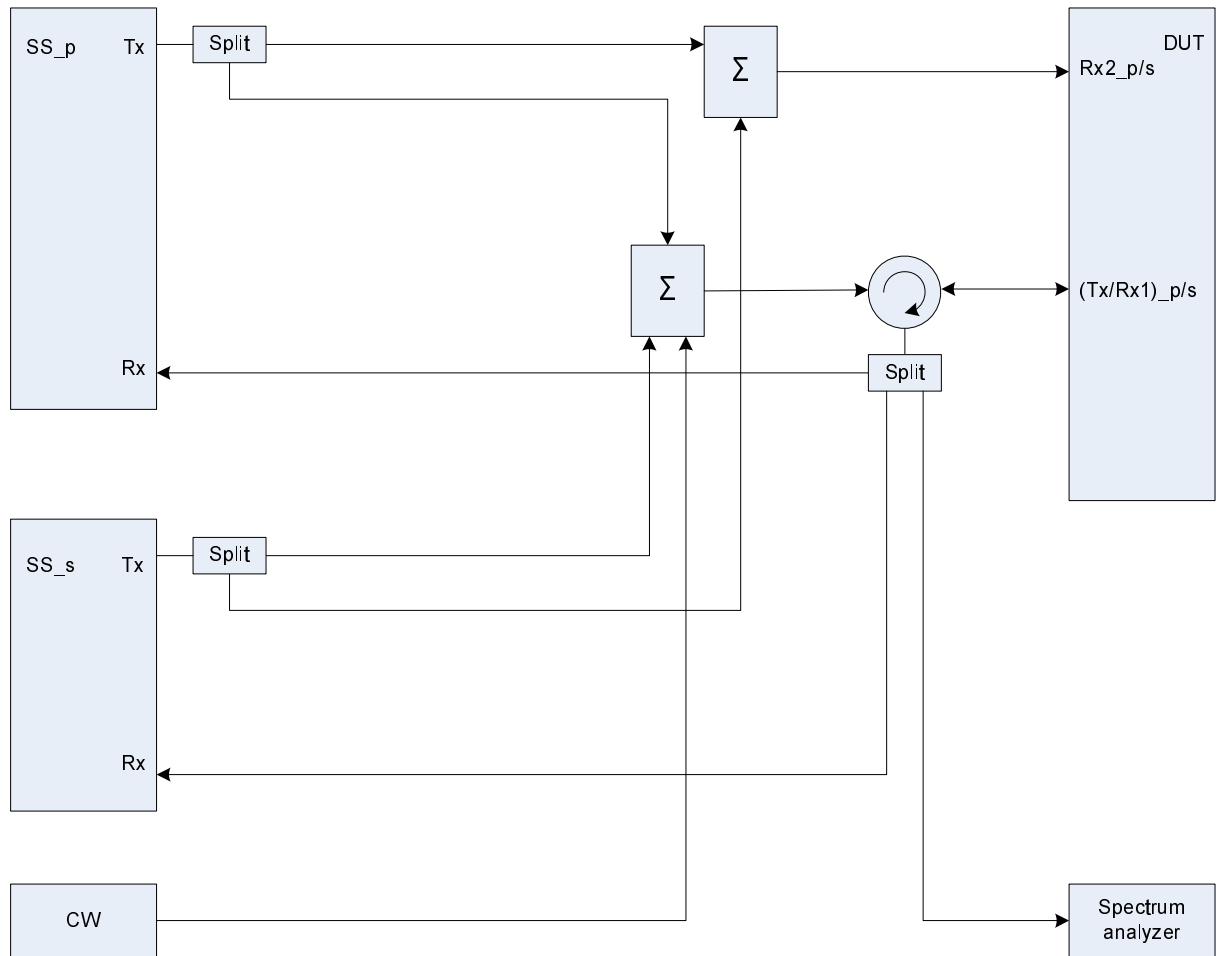 SS_p
Tx
Split
Σ
DUT
Rx2_p/s
Σ
(Tx/Rx1)_p/s
Rx
Split
SS_s
Tx
Split
Rx
CW
Spectrum
analyzer